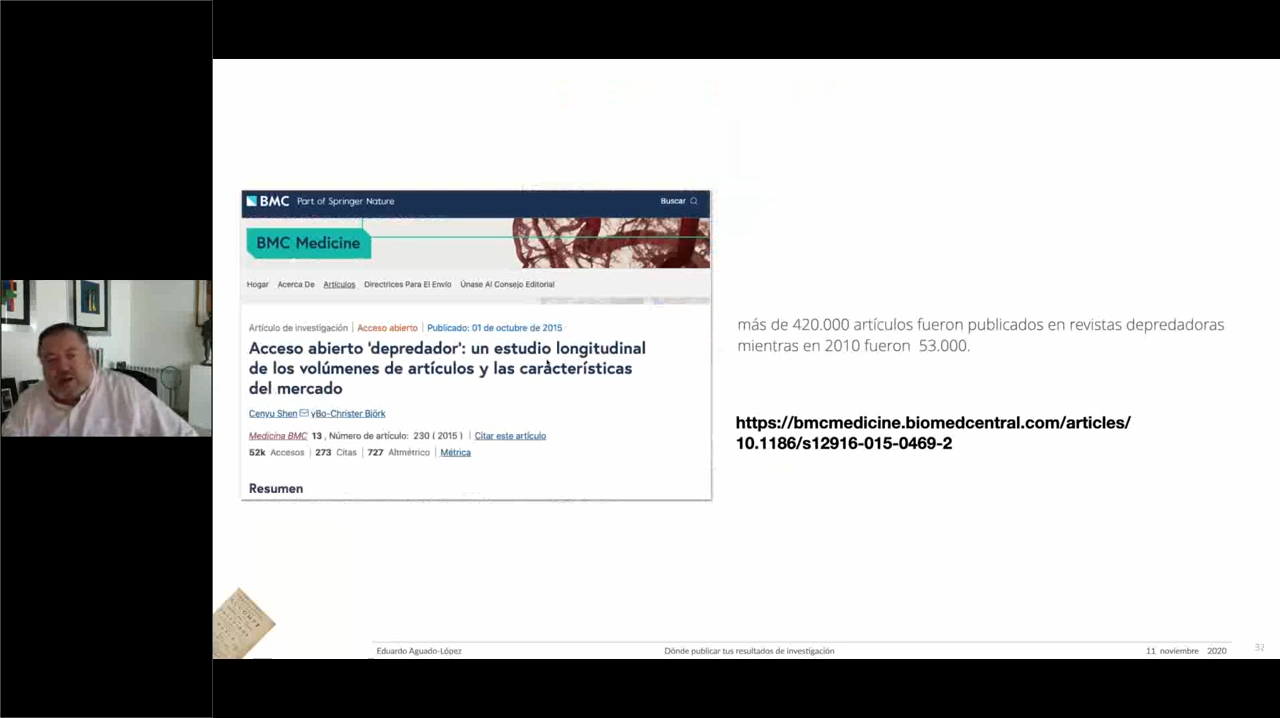 BMC Part of Springer Nature
Buscar
BMC Medicine
Hogar Acerca De Artículos Directrices Para El Envío Únase Al Consejo Editorial
Artículo de investigación | Acceso abierto | Publicado: 01 de octubre de 2015
Acceso abierto 'depredador': un estudio longitudinal
de los volúmenes de artículos y las características
del mercado
Cenyu Shen yBo-Christer Björk
Medicina BMC 13 , Número de artículo: 230 ( 2015 ) | Citar este artículo
52k Accesos | 273 Citas | 727 Altmétrico | Métrica
Resumen
más de 420.000 artículos fueron publicados en revistas depredadoras
mientras en 2010 fueron 53.000.
https://bmcmedicine.biomedcentral.com/articles/
10.1186/s12916-015-0469-2
Eduardo Aguado-López
Dónde publicar tus resultados de investigación
11 noviembre 2020